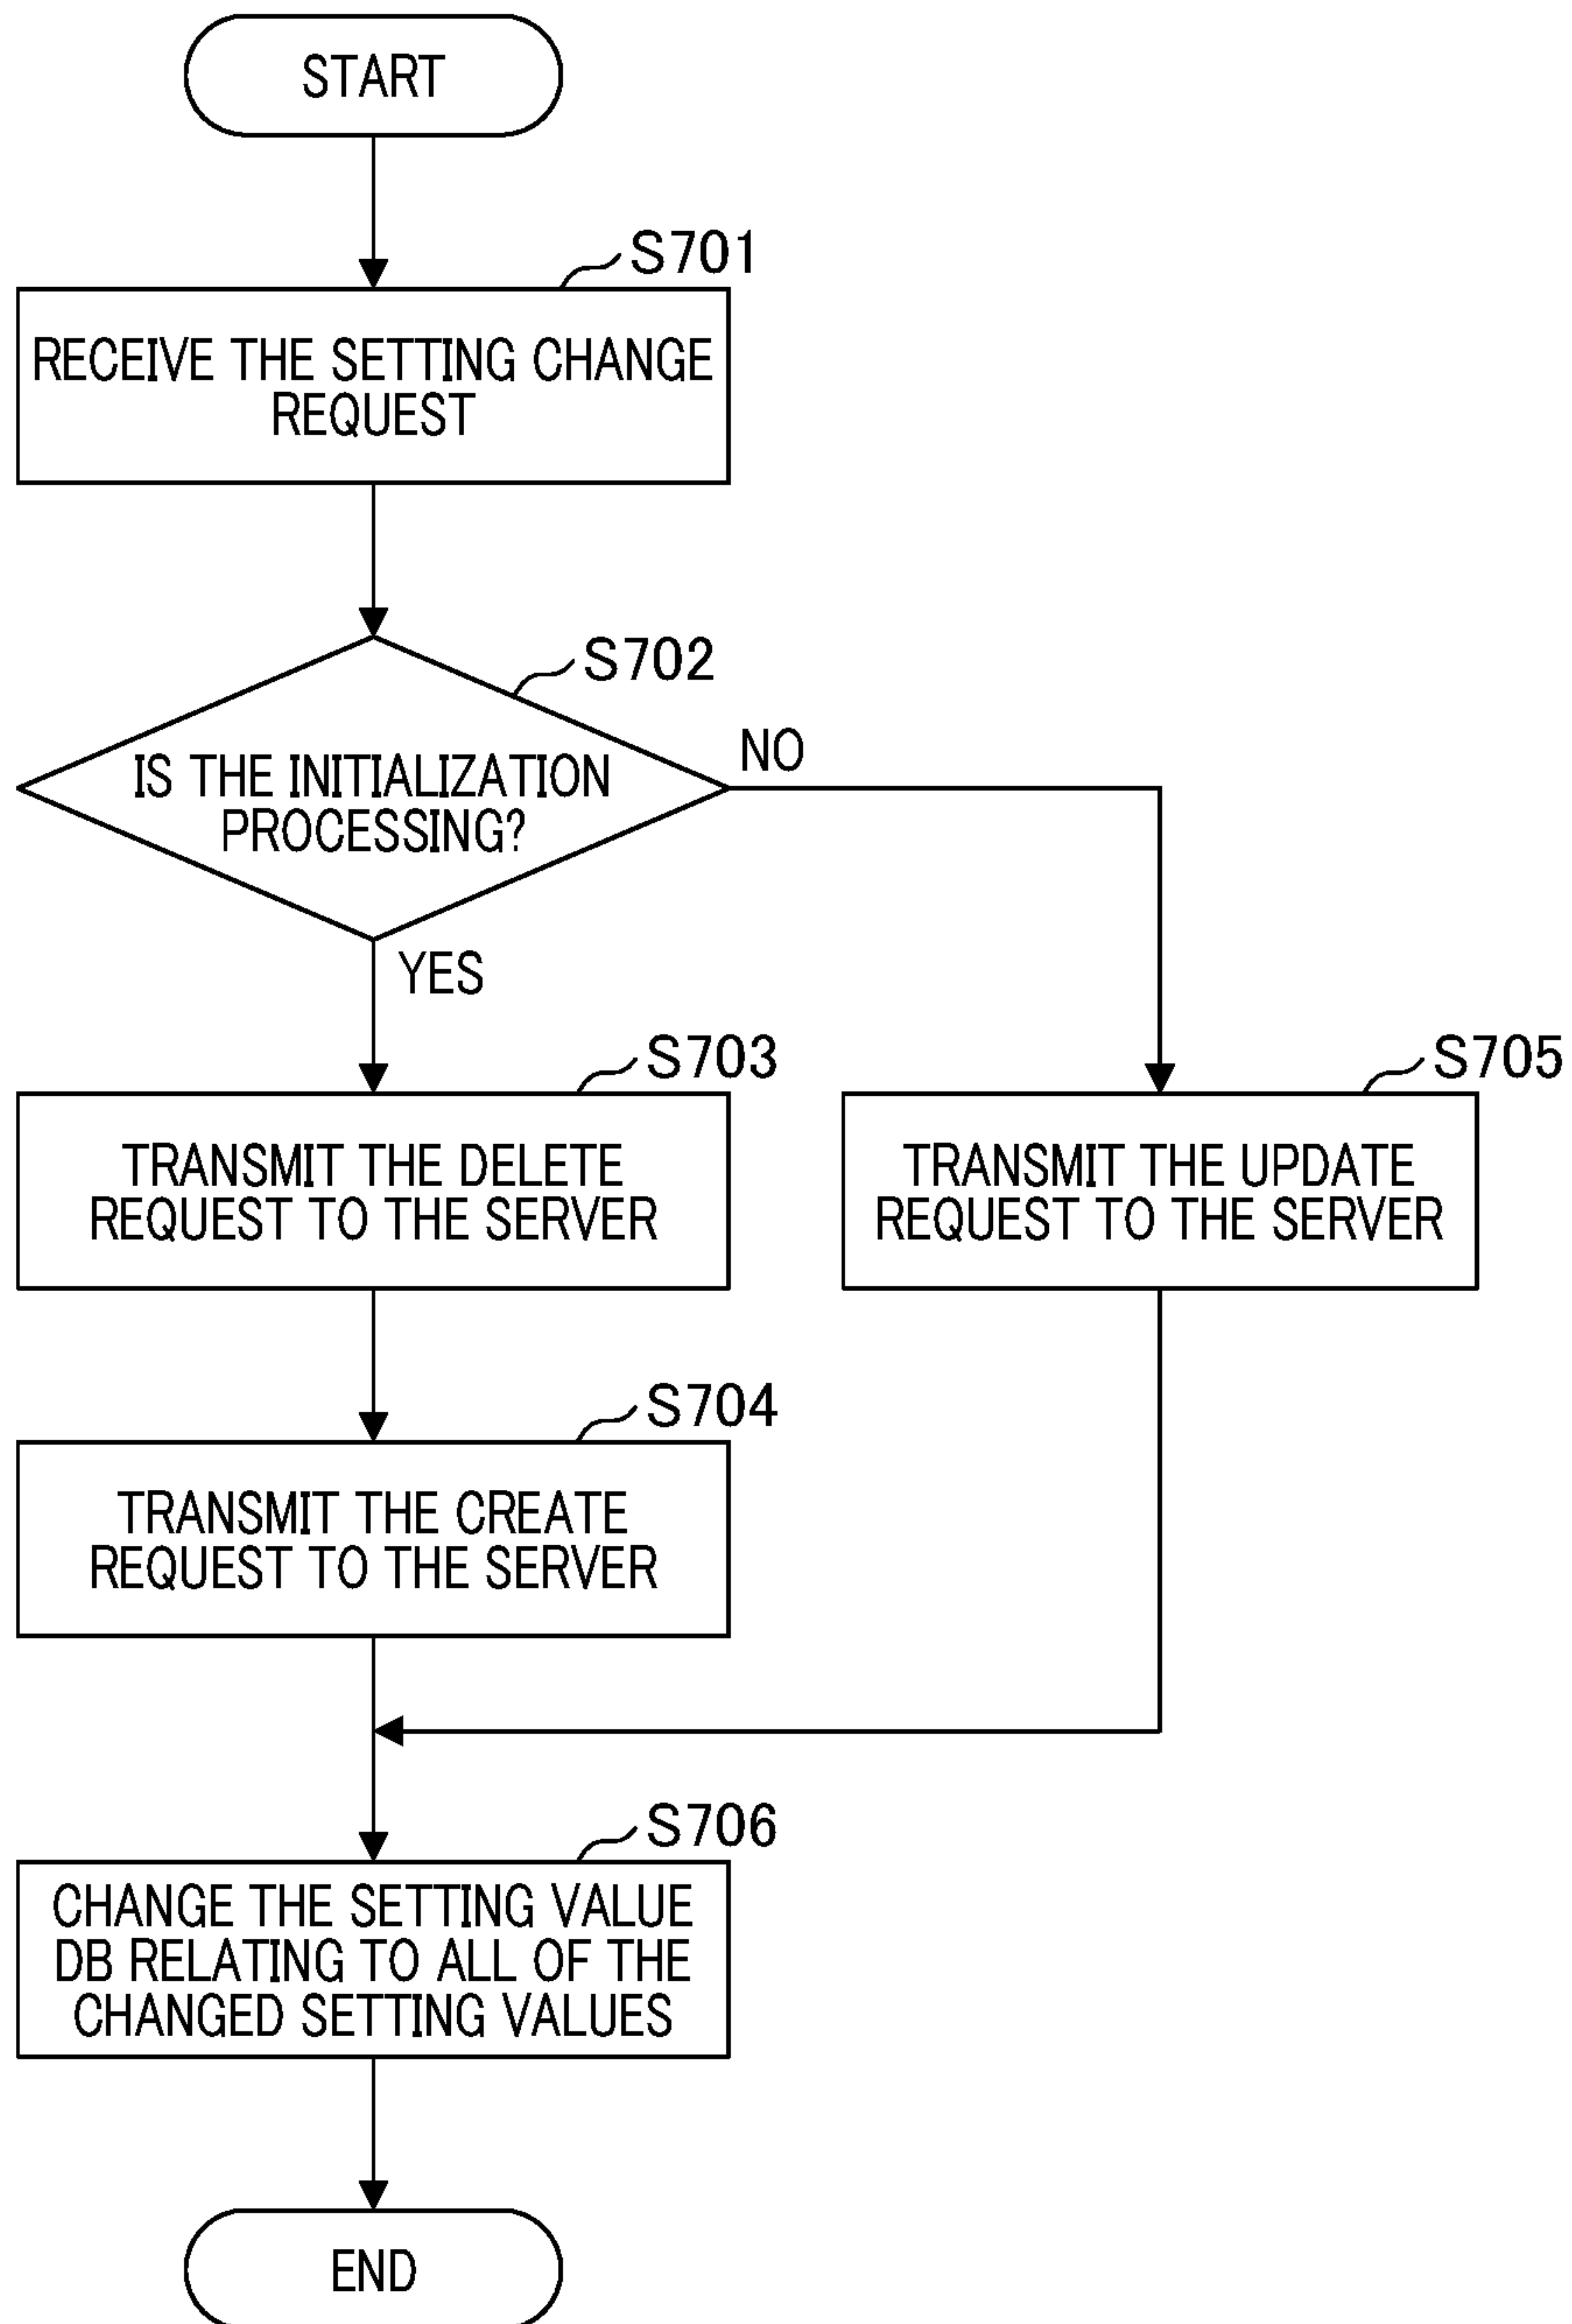 START
S701
RECEIVE THE SETTING CHANGE
REQUEST
S702
IS THE INITIALIZATION
PROCESSING?
NO
YES
S703
TRANSMIT THE DELETE
REQUEST TO THE SERVER
S705
TRANSMIT THE UPDATE
REQUEST TO THE SERVER
S704
TRANSMIT THE CREATE
REQUEST TO THE SERVER
S706
CHANGE THE SETTING VALUE
DB RELATING TO ALL OF THE
CHANGED SETTING VALUES
END